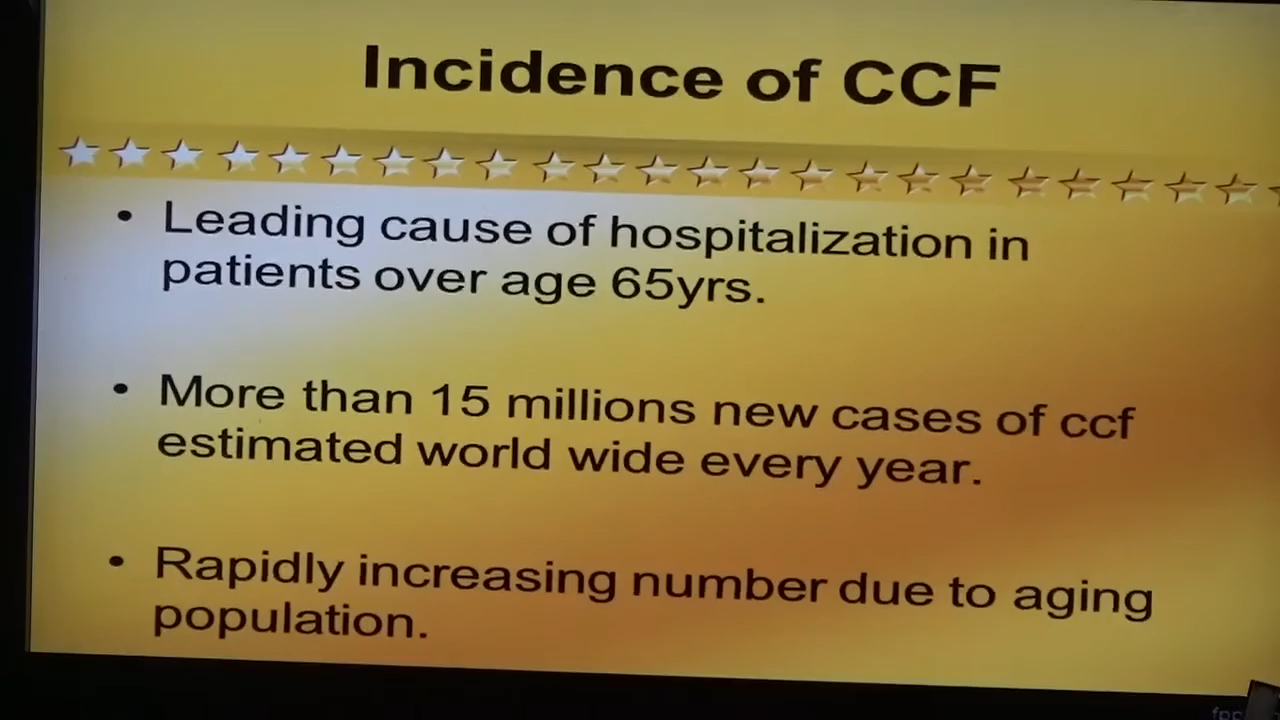 Incidence of CCF
• Leading cause of hospitalization in
patients over age 65yrs.
• More than 15 millions new cases of ccf
estimated world wide every year.
• Rapidly increasing number due to aging
population.